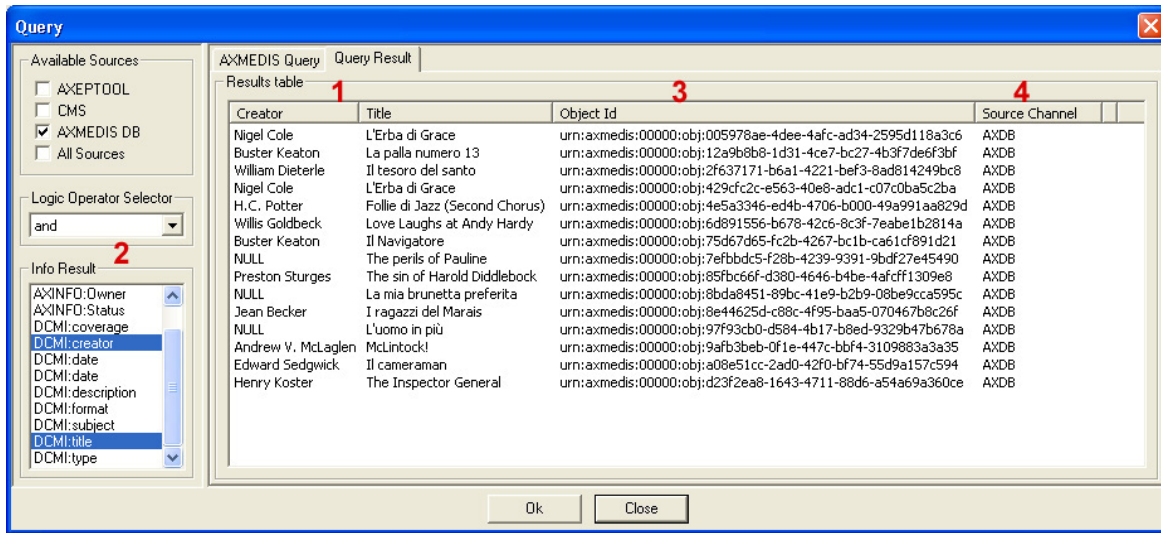 Query
Available Sources
AXEPTOOL
CMS
AXMEDIS DB
All Sources
Logic Operator Selector
and
2
Info Result
AXINFO:Owner
AXINFO:Status
DCMI:coverage
DCMI:creator
DCMI:date
DCMI:date
DCMI:description
DCMI:format
DCMI:subject
DCMI:title
DCMI:type
AXMEDIS Query Query Result
Results table
1 3 4
Creator Title Object Id Source Channel
Nigel Cole L'Erba di Grace urn:axmedis:00000:obj:005978ae-4dee-4afc-ad34-2595d118a3c6 AXDB
Buster Keaton La palla numero 13 urn:axmedis:00000:obj:12a9b8b8-1d31-4ce7-bc27-4b3f7de6f3bf AXDB
William Dieterle Il tesoro del santo urn:axmedis:00000:obj:2f637171-b6a1-4221-bef3-8ad814249bc8 AXDB
Nigel Cole L'Erba di Grace urn:axmedis:00000:obj:429cfc2c-e563-40e8-adc1-c07c0ba5c2ba AXDB
H.C. Potter Follie di Jazz (Second Chorus) urn:axmedis:00000:obj:4e5a3346-ed4b-4706-b000-49a991aa829d AXDB
Willis Goldbeck Love Laughs at Andy Hardy urn:axmedis:00000:obj:6d891556-b678-42c6-8c3f-7eabe1b2814a AXDB
Buster Keaton Il Navigatore urn:axmedis:00000:obj:75d67d65-fc2b-4267-bc1b-ca61cf891d21 AXDB
NULL The perils of Pauline urn:axmedis:00000:obj:7efbbdc5-f28b-4239-9391-9bdf27e45490 AXDB
Preston Sturges The sin of Harold Diddlebock urn:axmedis:00000:obj:85fbc66f-d380-4646-b4be-4afcff1309e8 AXDB
NULL La mia brunetta preferita urn:axmedis:00000:obj:8bda8451-89bc-41e9-b2b9-08be9cca595c AXDB
Jean Becker I ragazzi del Marais urn:axmedis:00000:obj:8e44625d-c88c-4f95-baa5-070467b8c26f AXDB
NULL L'uomo in più urn:axmedis:00000:obj:97f93cb0-d584-4b17-b8ed-9329b47b678a AXDB
Andrew V. McLaglen McLintock! urn:axmedis:00000:obj:9afb3beb-0f1e-447c-bbf4-3109883a3a35 AXDB
Edward Sedgwick Il cameraman urn:axmedis:00000:obj:a08e51cc-2ad0-42f0-bf74-55d9a157c594 AXDB
Henry Koster The Inspector General urn:axmedis:00000:obj:d23f2ea8-1643-4711-88d6-a54a69a360ce AXDB
Ok Close